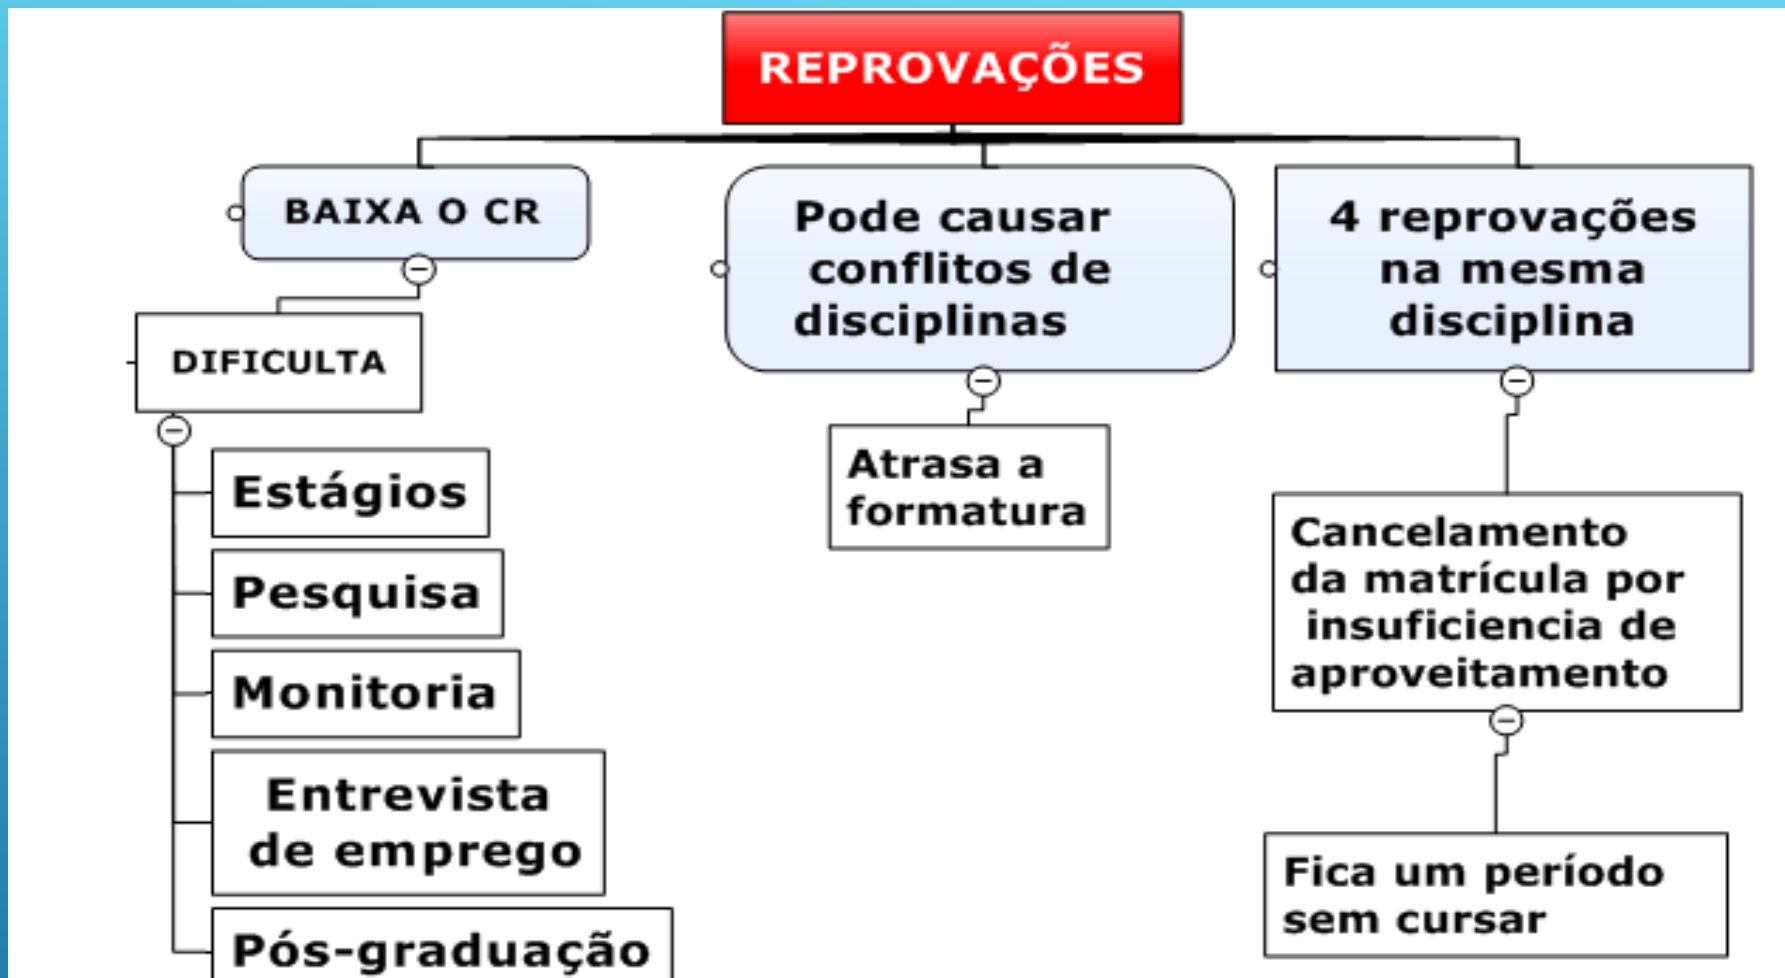 REPROVAÇÕES
BAIXA O CR
DIFICULTA
Estágios
Pesquisa
Monitoria
Entrevista
de emprego
Pós-graduação
Pode causar
conflitos de
disciplinas
Atrasa a
formatura
4 reprovações
na mesma
disciplina
Cancelamento
da matrícula por
insuficiencia de
aproveitamento
Fica um período
sem cursar